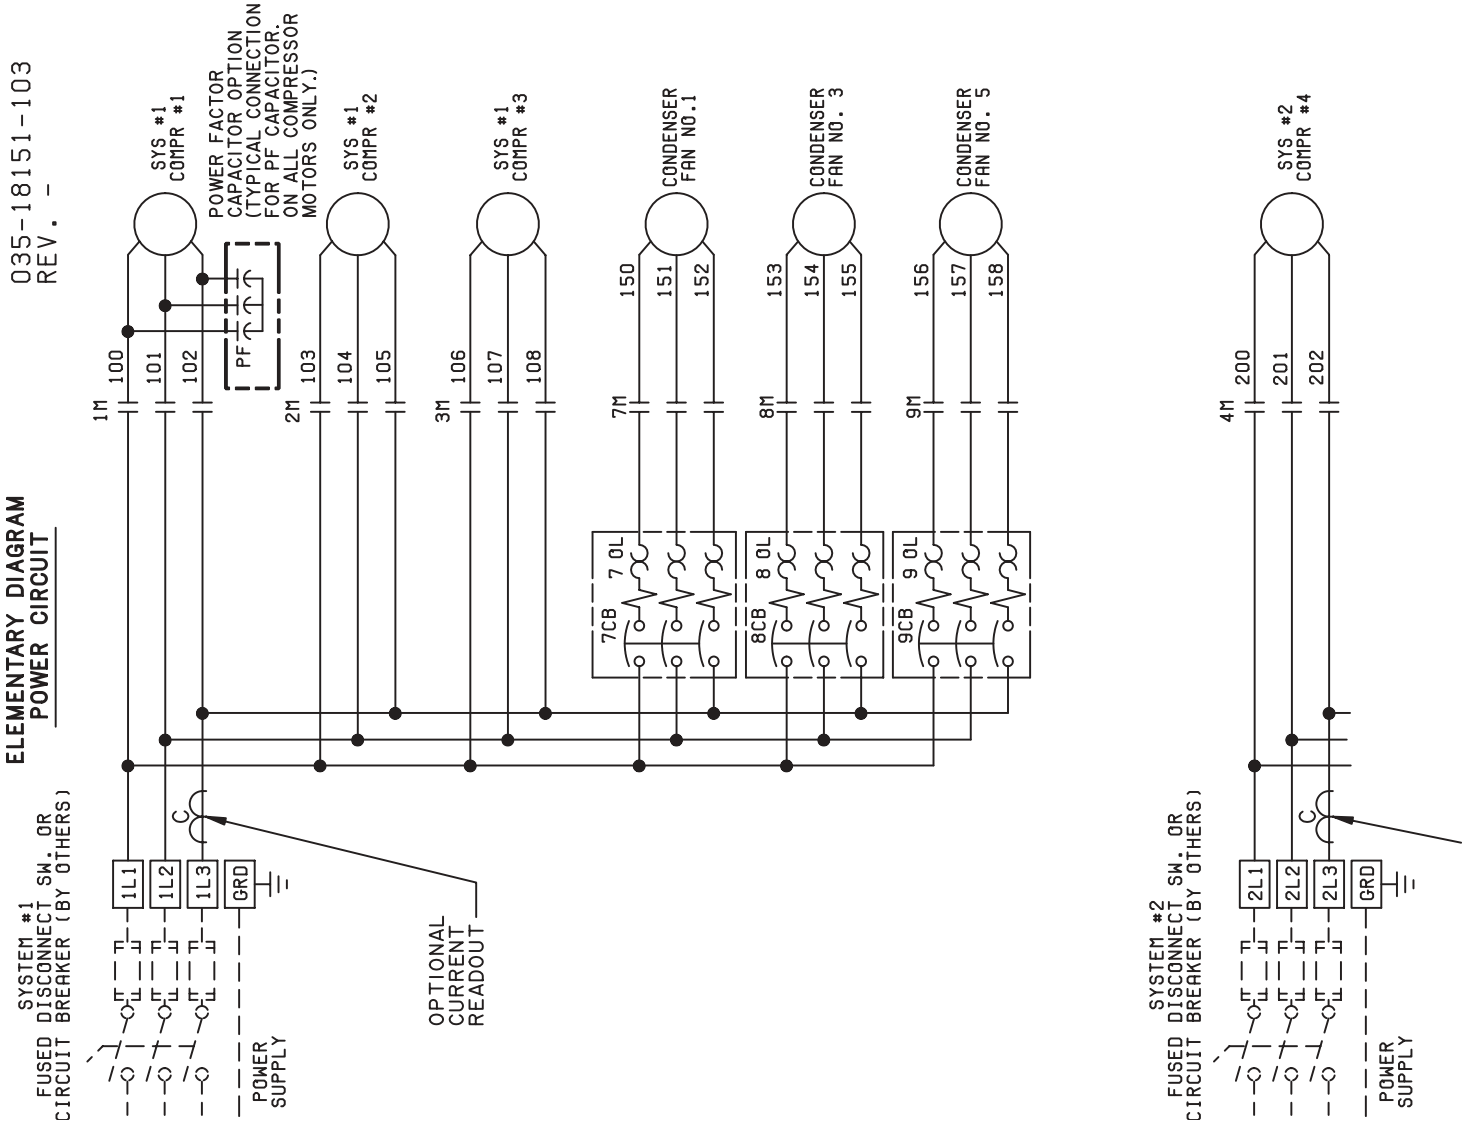 ELEMENTARY DIAGRAM
POWER CIRCUIT
035-18151-103
REV. -
SYSTEM #1
FUSED DISCONNECT SW. OR
CIRCUIT BREAKER (BY OTHERS)
POWER
SUPPLY
1L1
1L2
1L3
GRD
C
OPTIONAL
CURRENT
READOUT
1M
100
101
102
PF
SYS #1
COMPR #1
POWER FACTOR
CAPACITOR OPTION
(TYPICAL CONNECTION
FOR PF CAPACITOR.
ON ALL COMPRESSOR
MOTORS ONLY.)
2M
103
104
105
SYS #1
COMPR #2
3M
106
107
108
SYS #1
COMPR #3
7CB
7 OL
7M
150
151
152
CONDENSER
FAN NO.1
8CB
8 OL
8M
153
154
155
CONDENSER
FAN NO. 3
9CB
9 OL
9M
156
157
158
CONDENSER
FAN NO. 5
SYSTEM #2
FUSED DISCONNECT SW. OR
CIRCUIT BREAKER (BY OTHERS)
POWER
SUPPLY
2L1
2L2
2L3
GRD
C
4M
200
201
202
SYS #2
COMPR #4